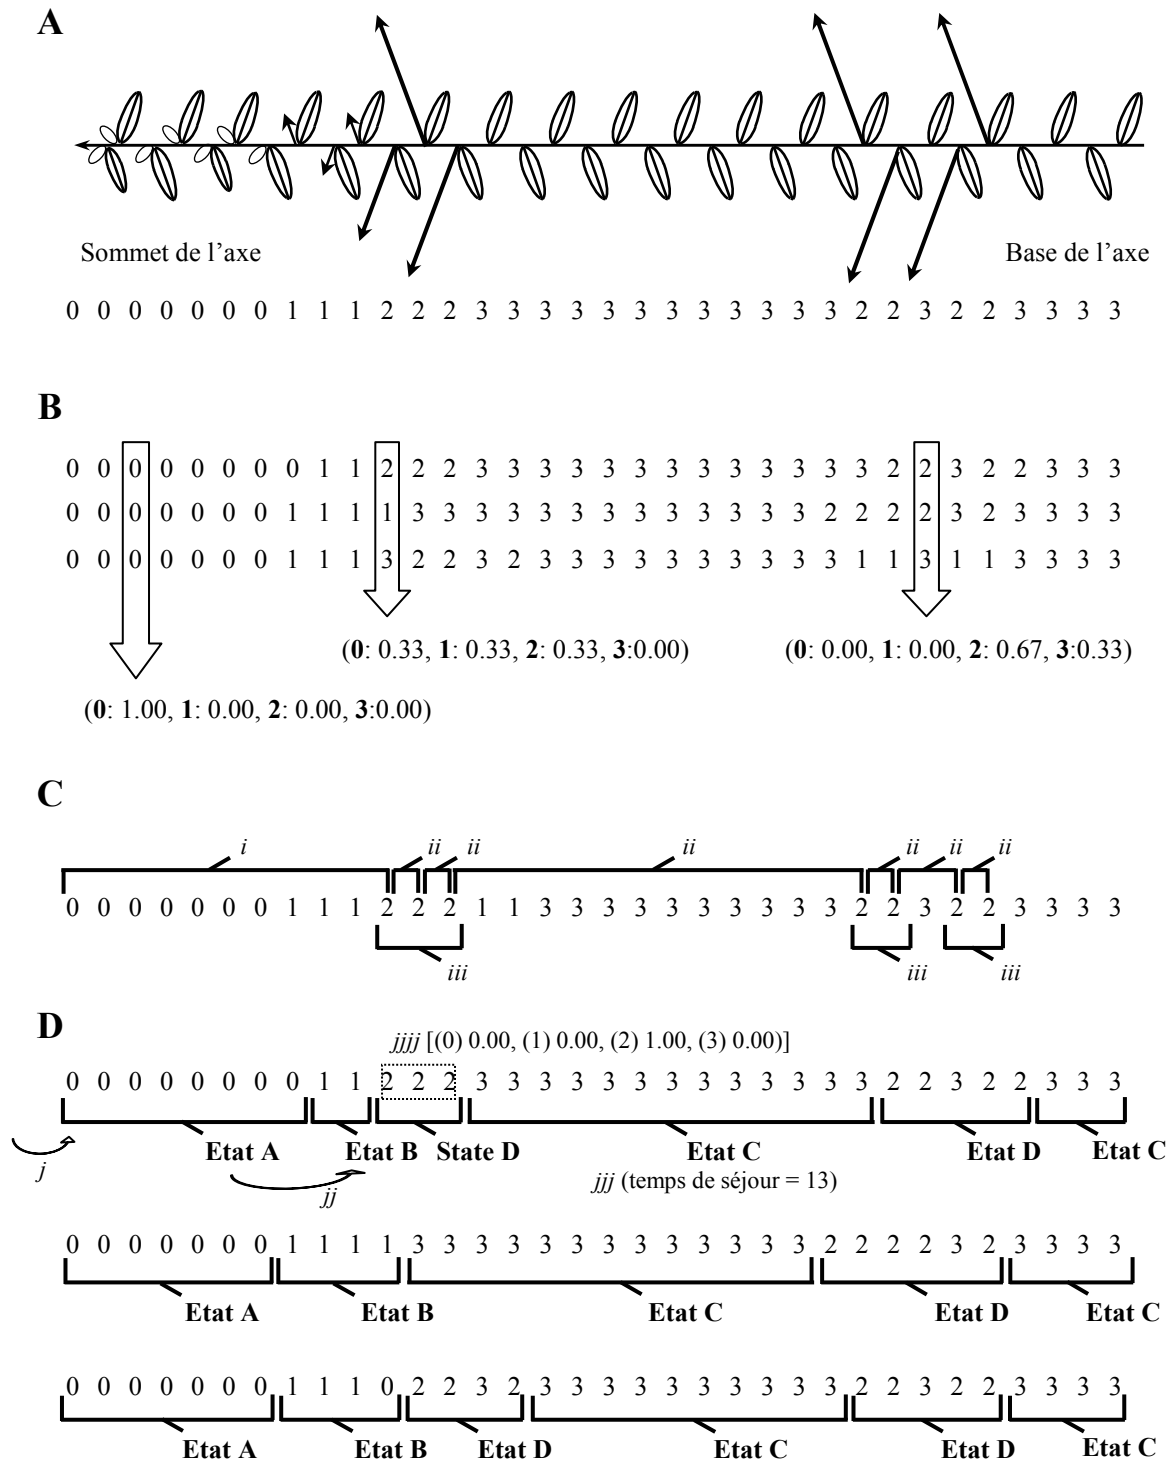 A
Sommet de l'axe Base de l'axe
0 0 0 0 0 0 0 1 1 1 2 2 2 3 3 3 3 3 3 3 3 3 3 3 3 2 2 3 2 2 3 3 3 3
B
0 0 0 0 0 0 0 0 1 1 2 2 2 3 3 3 3 3 3 3 3 3 3 3 3 3 2 2 3 2 2 3 3 3
0 0 0 0 0 0 0 1 1 1 1 3 3 3 3 3 3 3 3 3 3 3 3 3 2 2 2 2 3 2 3 3 3 3
0 0 0 0 0 0 0 1 1 1 3 2 2 3 2 3 3 3 3 3 3 3 3 3 3 1 1 3 1 1 3 3 3 3
(0: 0.33, 1: 0.33, 2: 0.33, 3:0.00) (0: 0.00, 1: 0.00, 2: 0.67, 3:0.33)
(0: 1.00, 1: 0.00, 2: 0.00, 3:0.00)
C
i ii ii ii ii ii ii
0 0 0 0 0 0 0 1 1 1 2 2 2 1 1 3 3 3 3 3 3 3 3 3 3 2 2 3 2 2 3 3 3 3
iii iii iii
D
jjjj [(0) 0.00, (1) 0.00, (2) 1.00, (3) 0.00)]
0 0 0 0 0 0 0 0 1 1 2 2 2 3 3 3 3 3 3 3 3 3 3 3 3 3 2 2 3 2 2 3 3 3
Etat A Etat B State D Etat C Etat D Etat C
j jj jjj (temps de séjour = 13)
0 0 0 0 0 0 0 1 1 1 1 3 3 3 3 3 3 3 3 3 3 3 3 3 2 2 2 2 3 2 3 3 3 3
Etat A Etat B Etat C Etat D Etat C
0 0 0 0 0 0 0 1 1 1 0 2 2 3 2 3 3 3 3 3 3 3 3 3 3 2 2 3 2 2 3 3 3 3
Etat A Etat B Etat D Etat C Etat D Etat C